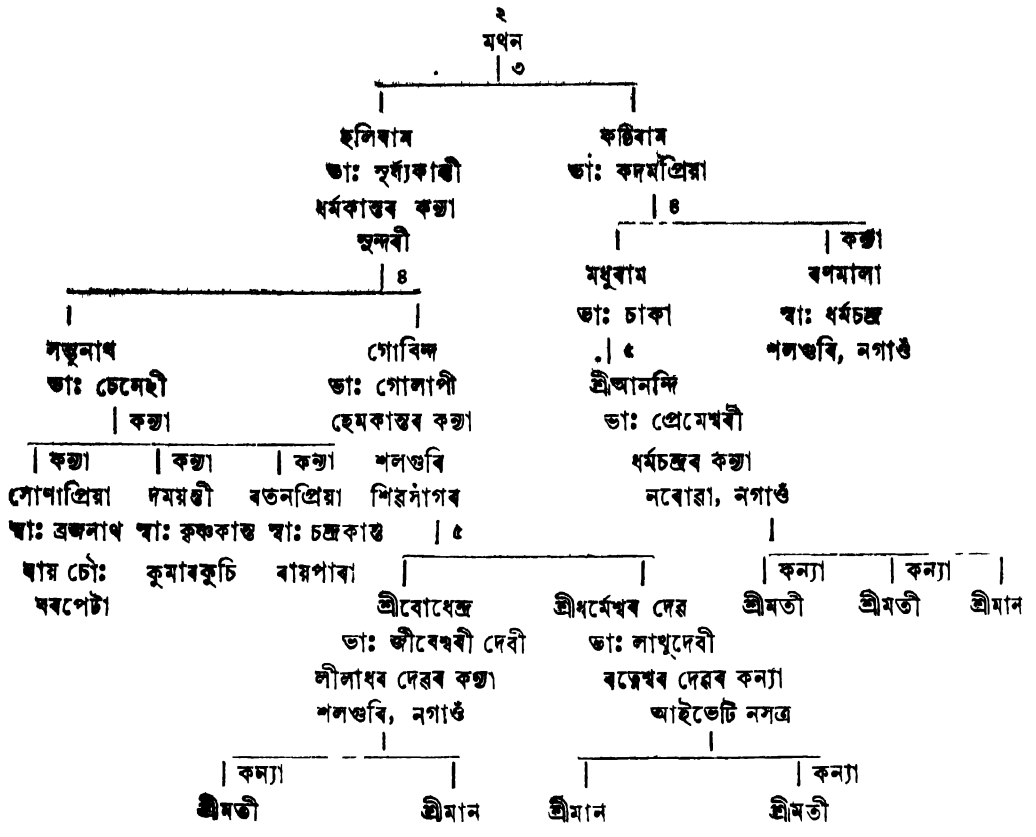 ২
মথন
৩
হলিৰাম কষ্টিৰাম
ভাঃ সূৰ্য্যকান্তী ভাঃ কদমপ্ৰিয়া
ধৰ্মকান্তৰ কন্যা ৪
সুন্দৰী কন্যা
৪ মধুৰাম ৰণমালা
ভাঃ চাকা স্বাঃ ধৰ্মচন্দ্ৰ
লম্ভুনাথ গোবিন্দ ৫ শলগুৰি, নগাওঁ
ভাঃ চেনেহী ভাঃ গোলাপী শ্ৰীআনন্দি
কন্যা হেমকান্তৰ কন্যা ভাঃ প্ৰেমেশ্বৰী
কন্যা কন্যা কন্যা শলগুৰি ধৰ্মচন্দ্ৰৰ কন্যা
সোণাপ্ৰিয়া দময়ন্তী ৰতনপ্ৰিয়া শিৱসাগৰ নৰোৱা, নগাওঁ
স্বাঃ ব্ৰজনাথ স্বাঃ কৃষ্ণকান্ত স্বাঃ চন্দ্ৰকান্ত ৫
ৰায় চৌঃ কুমাৰকুচি ৰায়পাৰা কন্যা কন্যা
বৰপেটা শ্ৰীবোধেন্দ্ৰ শ্ৰীধৰ্মেশ্বৰ দেৱ শ্ৰীমতী শ্ৰীমতী শ্ৰীমান
ভাঃ জীৱেশ্বৰী দেবী ভাঃ লাথুদেবী
লীলাধৰ দেৱৰ কন্যা ৰত্নেশ্বৰ দেৱৰ কন্যা
শলগুৰি, নগাওঁ আইভেটি নসত্ৰ
কন্যা কন্যা
শ্ৰীমতী শ্ৰীমান শ্ৰীমান শ্ৰীমতী